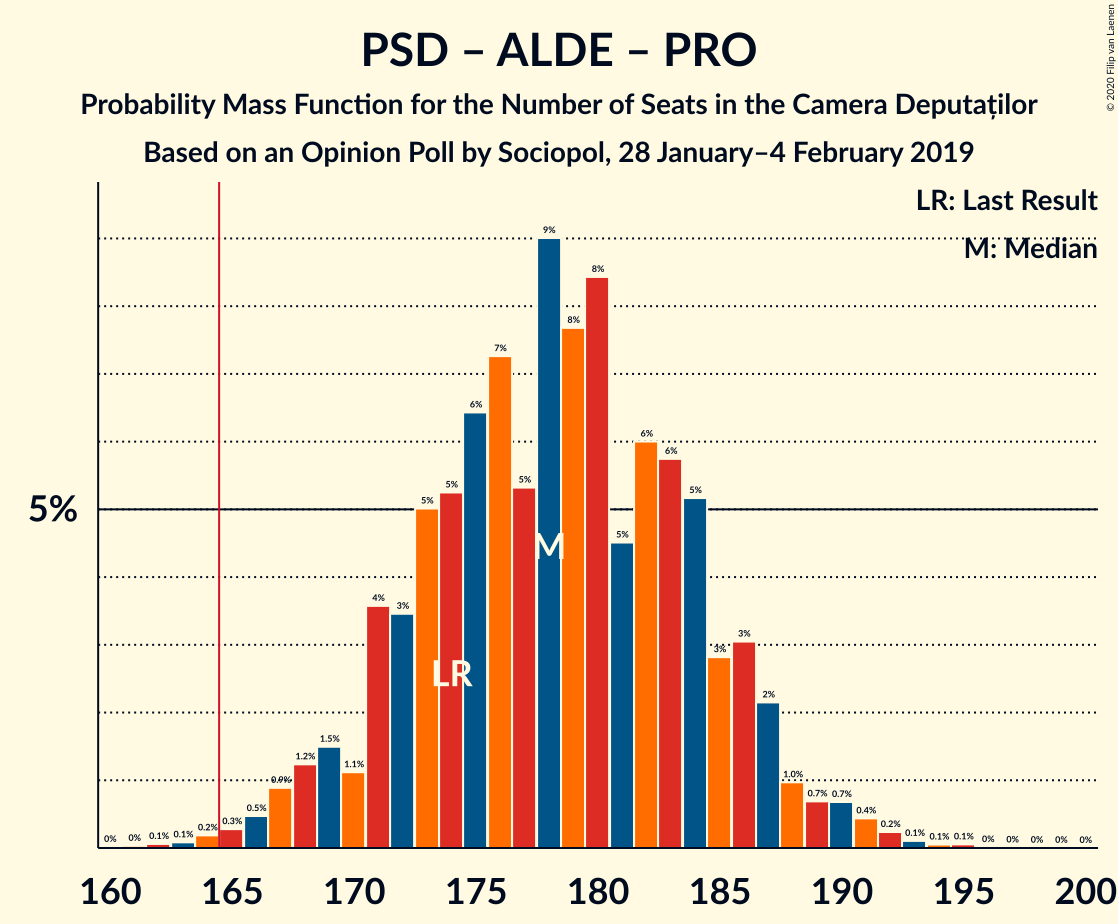 PSD – ALDE – PRO
Probability Mass Function for the Number of Seats in the Camera Deputaților
Based on an Opinion Poll by Sociopol, 28 January–4 February 2019
© 2020 Filip van Laenen
LR: Last Result
M: Median
5%
0% 0% 0.1% 0.1% 0.2% 0.3% 0.5% 0.9% 1.2% 1.5% 1.1% 4% 3% 5% 5% 6% 7% 5% 9% 8% 8% 5% 6% 6% 5% 3% 3% 2% 1.0% 0.7% 0.7% 0.4% 0.2% 0.1% 0.1% 0.1% 0% 0% 0% 0% 0%
M
LR
160 165 170 175 180 185 190 195 200